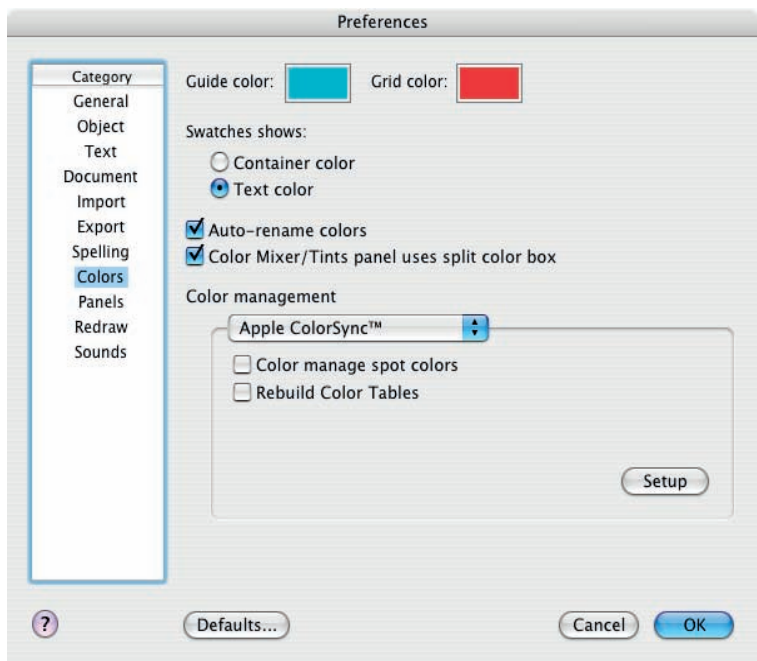 Preferences
Category
General
Object
Text
Document
Import
Export
Spelling
Colors
Panels
Redraw
Sounds
Guide color:
Grid color:
Swatches shows:
Container color
Text color
Auto-rename colors
Color Mixer/Tints panel uses split color box
Color management
Apple ColorSync™
Color manage spot colors
Rebuild Color Tables
Setup
?
Defaults...
Cancel
OK